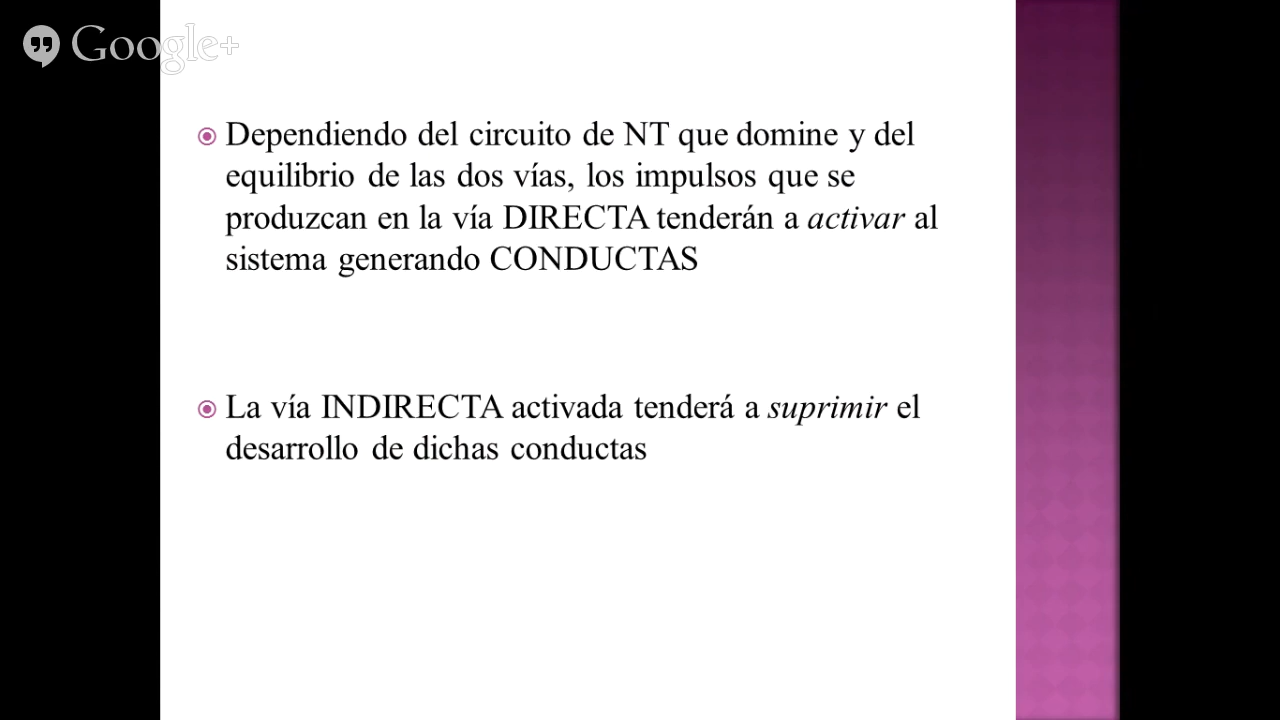 Google+
Dependiendo del circuito de NT que domine y del
equilibrio de las dos vías, los impulsos que se
produzcan en la vía DIRECTA tenderán a activar al
sistema generando CONDUCTAS
La vía INDIRECTA activada tenderá a suprimir el
desarrollo de dichas conductas